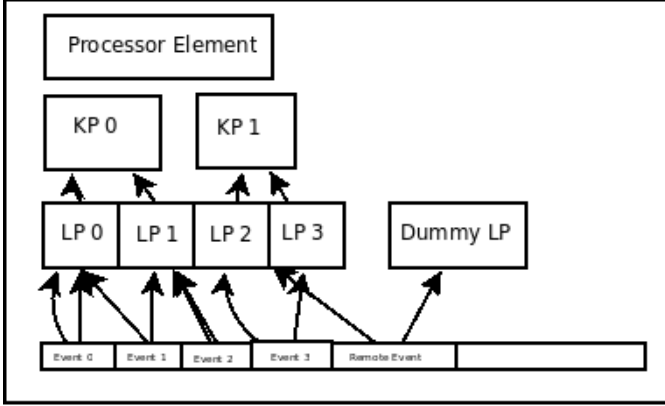 Processor Element
KP 0
KP 1
LP 0
LP 1
LP 2
LP 3
Dummy LP
Event 0
Event 1
Event 2
Event 3
Remote Event